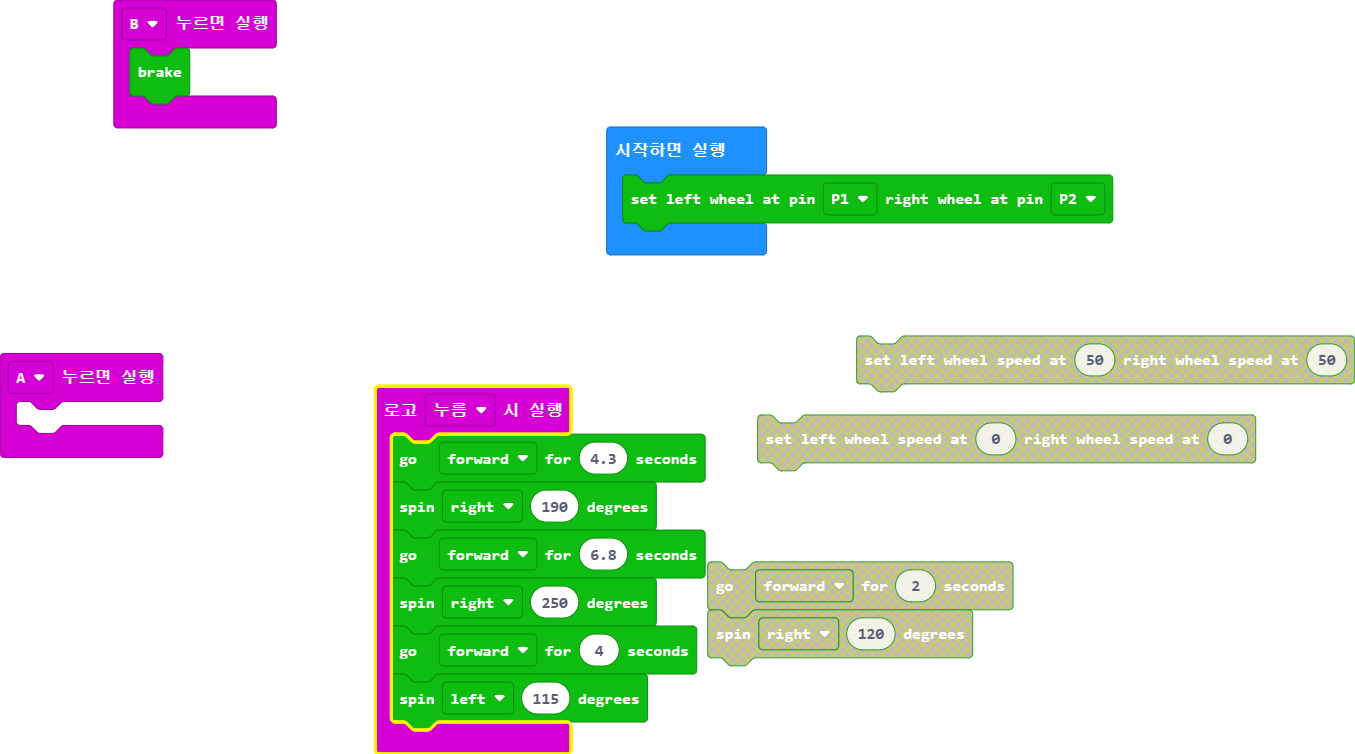 B 누르면 실행
brake
시작하면 실행
set left wheel at pin P1 right wheel at pin P2
A 누르면 실행
set left wheel speed at 50 right wheel speed at 50
set left wheel speed at 0 right wheel speed at 0
로고 누름 시 실행
go forward for 4.3 seconds
spin right 190 degrees
go forward for 6.8 seconds
spin right 250 degrees
go forward for 4 seconds
spin left 115 degrees
go forward for 2 seconds
spin right 120 degrees